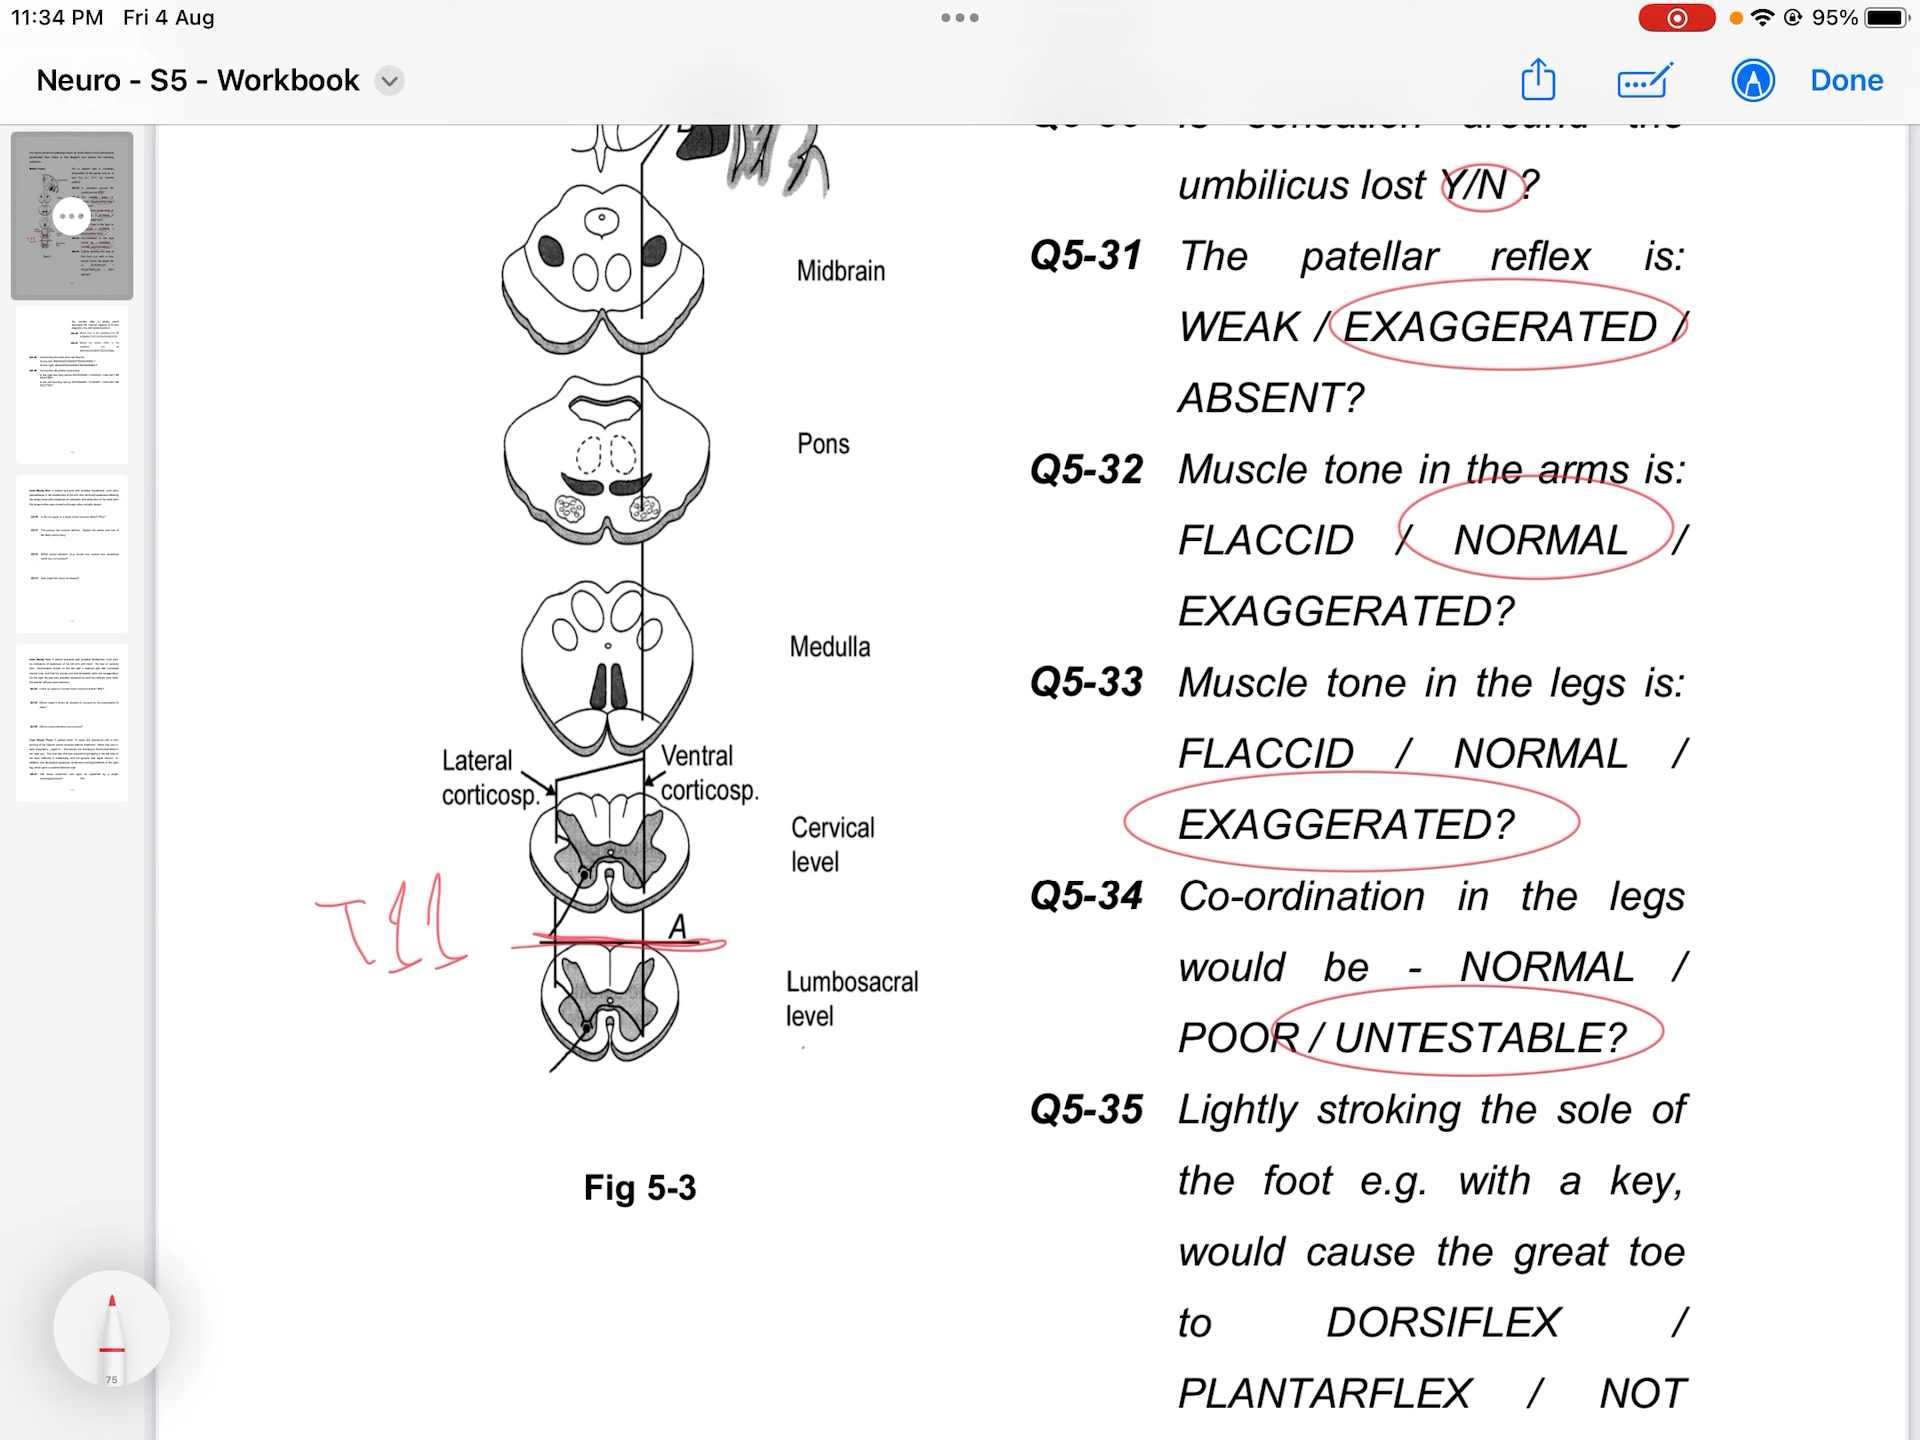 11:34 PM Fri 4 Aug
95%
Neuro - S5 - Workbook
Done
umbilicus lost Y/N ?
Q5-31 The patellar reflex is:
WEAK / EXAGGERATED /
ABSENT?
Q5-32 Muscle tone in the arms is:
FLACCID / NORMAL /
EXAGGERATED?
Q5-33 Muscle tone in the legs is:
FLACCID / NORMAL /
EXAGGERATED?
Q5-34 Co-ordination in the legs
would be - NORMAL /
POOR / UNTESTABLE?
Q5-35 Lightly stroking the sole of
the foot e.g. with a key,
would cause the great toe
to DORSIFLEX /
PLANTARFLEX / NOT
Midbrain
Pons
Medulla
Lateral
corticosp.
Ventral
corticosp.
Cervical
level
T11
A
Lumbosacral
level
Fig 5-3
75